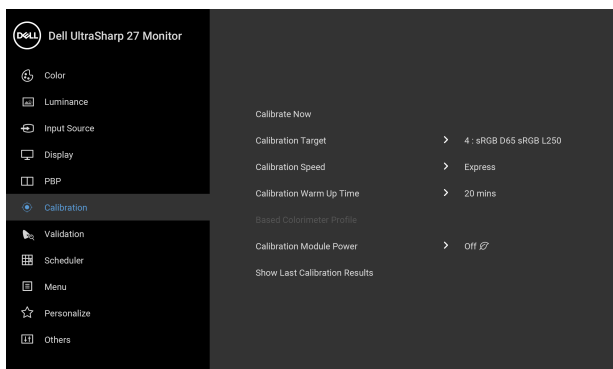 DELL Dell UltraSharp 27 Monitor
Color
Luminance
Input Source
Display
PBP
Calibration
Validation
Scheduler
Menu
Personalize
Others
Calibrate Now
Calibration Target > 4 : sRGB D65 sRGB L250
Calibration Speed > Express
Calibration Warm Up Time > 20 mins
Based Colorimeter Profile
Calibration Module Power > Off
Show Last Calibration Results